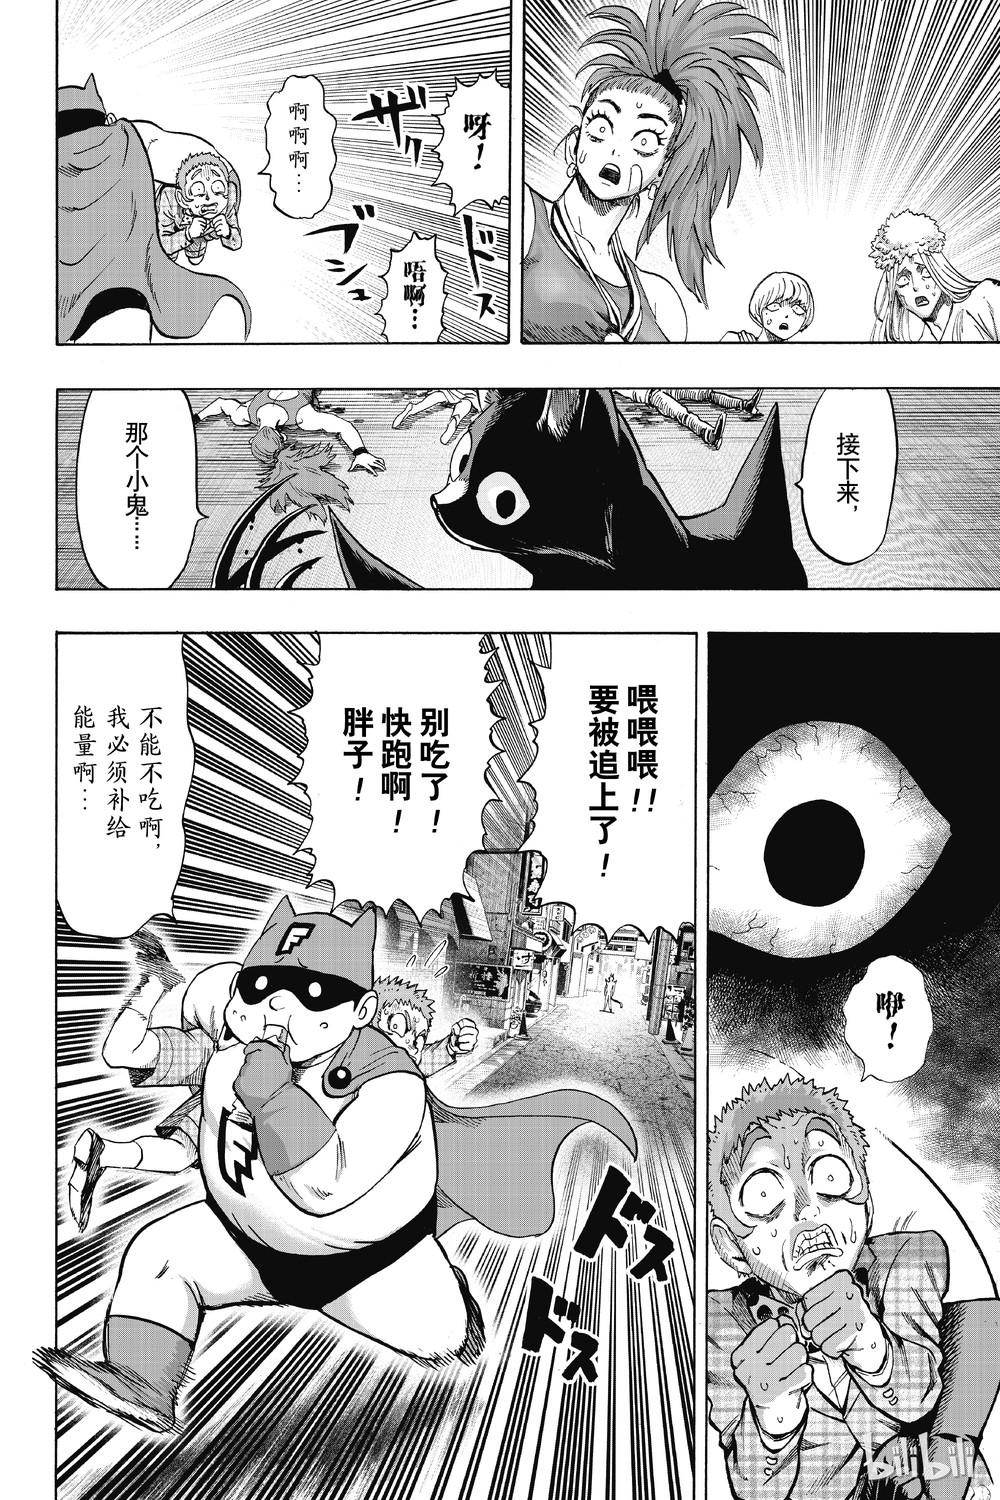 呀！
ドス
啊啊啊…
ザク
唔啊…
ブシュ
接下来，
那个小鬼……
咿！
喂喂喂！！
要被追上了！
别吃了！
快跑啊！
胖子！
不能不吃啊，
我必须补给
能量啊…
F
F
ドス
ドス
bilibili